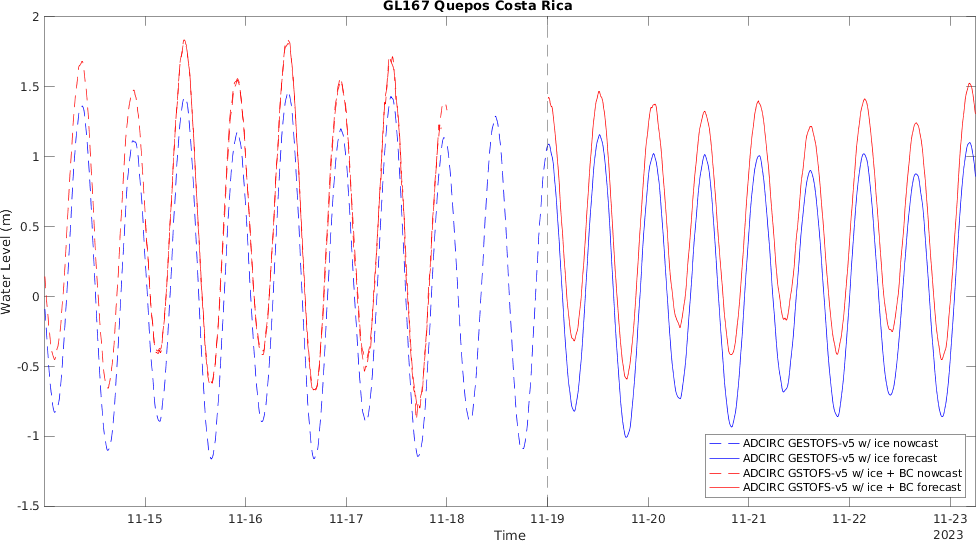 GL167 Quepos Costa Rica
2
1.5
1
0.5
0
-0.5
-1
-1.5
Water Level (m)
ADCIRC GESTOFS-v5 w/ ice nowcast
ADCIRC GESTOFS-v5 w/ ice forecast
ADCIRC GSTOFS-v5 w/ ice + BC nowcast
ADCIRC GSTOFS-v5 w/ ice + BC forecast
11-15 11-16 11-17 11-18 11-19 11-20 11-21 11-22 11-23
2023
Time